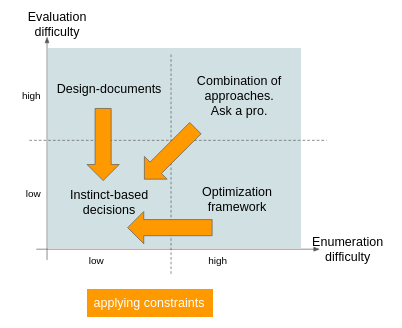 Evaluation
difficulty
high
Design-documents
Combination of
approaches.
Ask a pro.
low
Instinct-based
decisions
Optimization
framework
Enumeration
difficulty
low
high
applying constraints